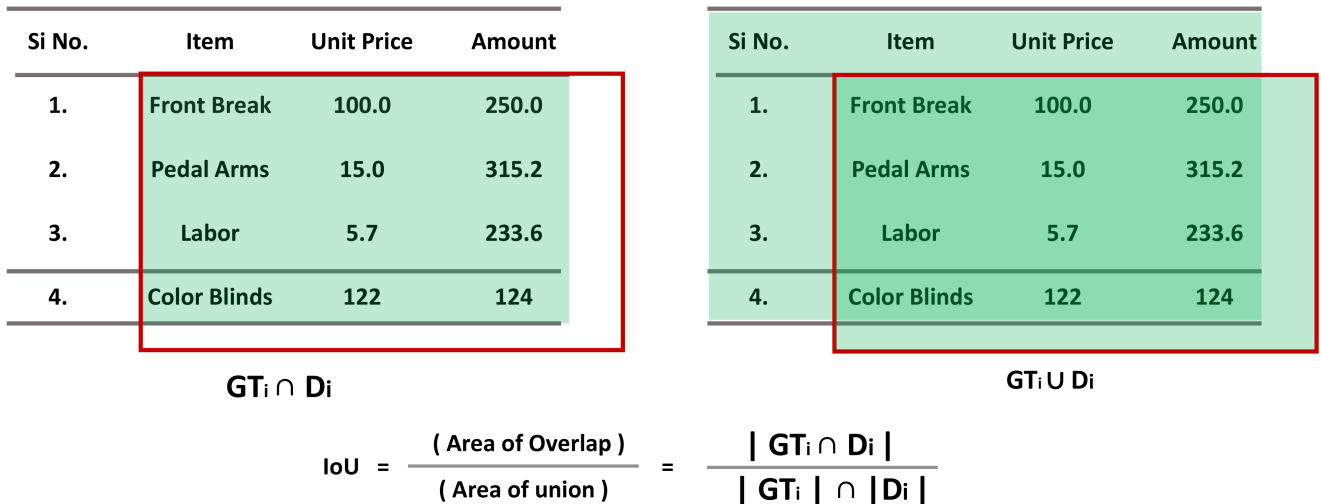 Si No. Item Unit Price Amount
1. Front Break 100.0 250.0
2. Pedal Arms 15.0 315.2
3. Labor 5.7 233.6
4. Color Blinds 122 124
GTi ∩ Di
Si No. Item Unit Price Amount
1. Front Break 100.0 250.0
2. Pedal Arms 15.0 315.2
3. Labor 5.7 233.6
4. Color Blinds 122 124
GTi ∪ Di
( Area of Overlap ) | GTi ∩ Di |
IoU = =
( Area of union ) | GTi | ∩ |Di |